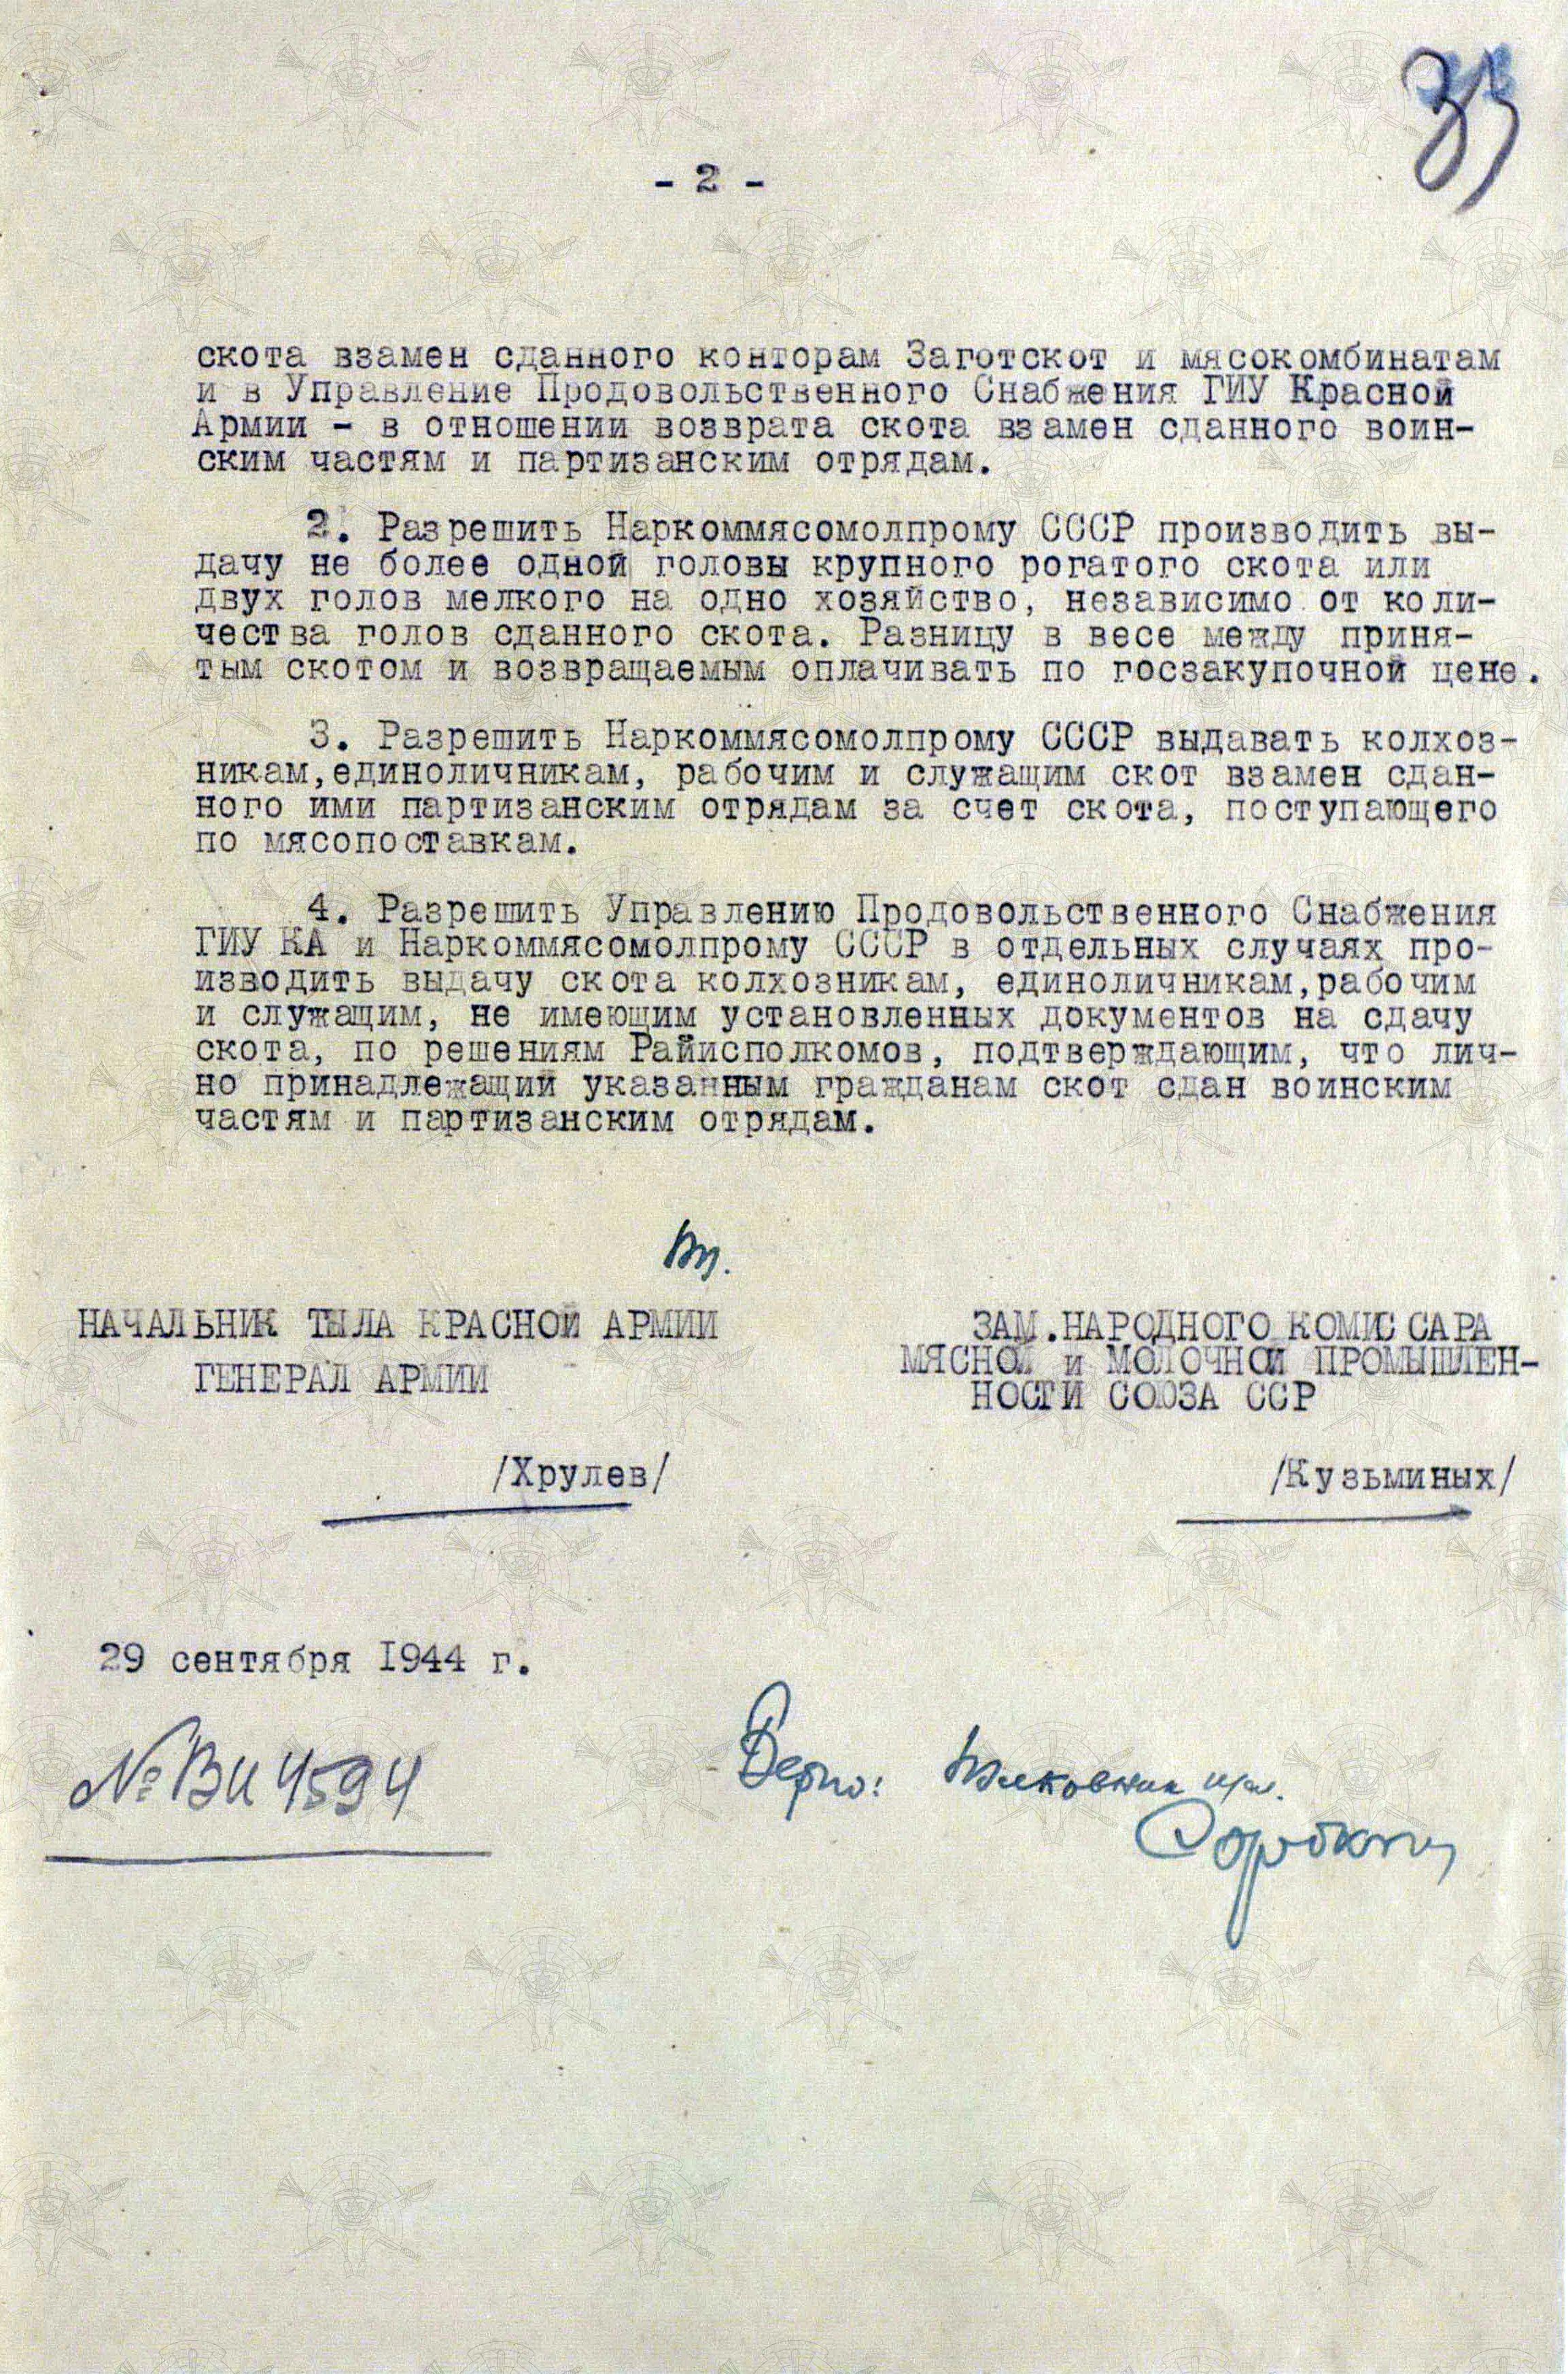 35
- 2 -
скота взамен сданного конторам Заготскот и мясокомбинатам
и в Управление Продовольственного Снабжения ГИУ Красной
Армии - в отношении возврата скота взамен сданного воин-
ским частям и партизанским отрядам.
2. Разрешить Наркоммясомолпрому СССР производить вы-
дачу не более одной головы крупного рогатого скота или
двух голов мелкого на одно хозяйство, независимо от коли-
чества голов сданного скота. Разницу в весе между приня-
тым скотом и возвращаемым оплачивать по госзакупочной цене.
3. Разрешить Наркоммясомолпрому СССР выдавать колхоз-
никам, единоличникам, рабочим и служащим скот взамен сдан-
ного ими партизанским отрядам за счет скота, поступающего
по мясопоставкам.
4. Разрешить Управлению Продовольственного Снабжения
ГИУ КА и Наркоммясомолпрому СССР в отдельных случаях про-
изводить выдачу скота колхозникам, единоличникам, рабочим
и служащим, не имеющим установленных документов на сдачу
скота, по решениям Райисполкомов, подтверждающим, что лич-
но принадлежащий указанным гражданам скот сдан воинским
частям и партизанским отрядам.
НАЧАЛЬНИК ТЫЛА КРАСНОЙ АРМИИ
ГЕНЕРАЛ АРМИИ
/Хрулев/
ЗАМ. НАРОДНОГО КОМИССАРА
МЯСНОЙ и МОЛОЧНОЙ ПРОМЫШЛЕН-
НОСТИ СОЮЗА ССР
/Кузьминых/
29 сентября 1944 г.
№ ВИ 4594
Верно: Полковник